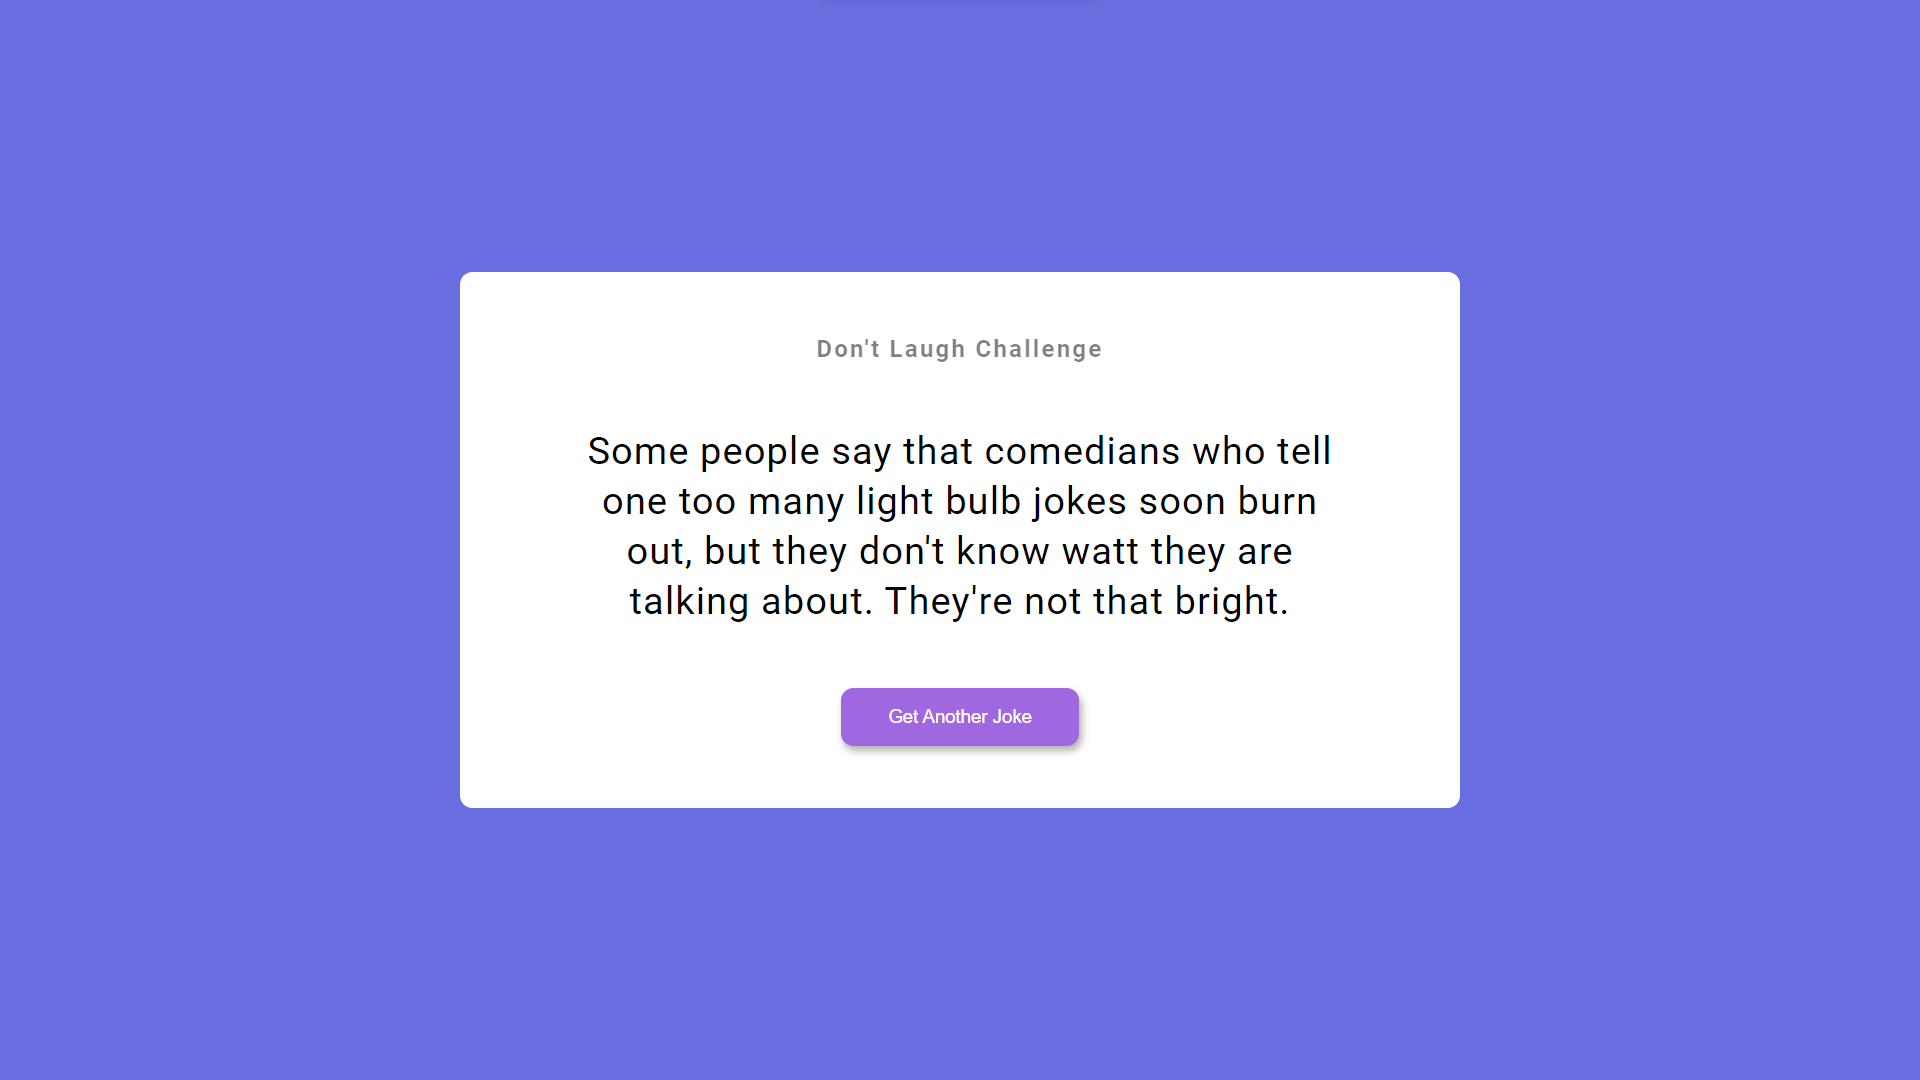 Don't Laugh Challenge
Some people say that comedians who tell
one too many light bulb jokes soon burn
out, but they don't know watt they are
talking about. They're not that bright.
Get Another Joke